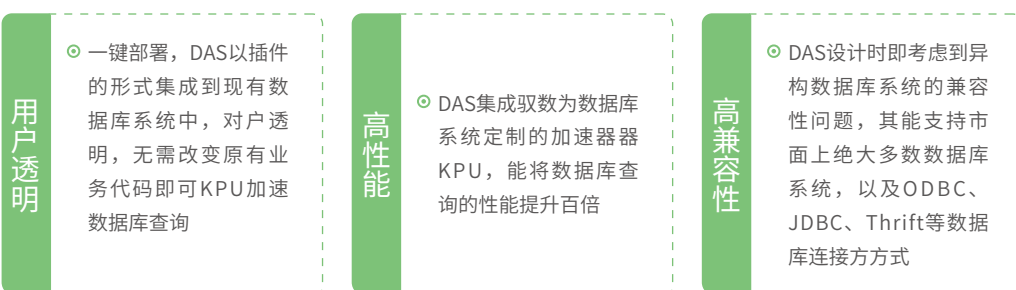 用户透明
一键部署，DAS以插件
的形式集成到现有数
据库系统中，对户透
明，无需改变原有业
务代码即可KPU加速
数据库查询
高性能
DAS集成驭数为数据库
系统定制的加速器器
KPU，能将数据库查
询的性能提升百倍
高兼容性
DAS设计时即考虑到异
构数据库系统的兼容
性问题，其能支持市
面上绝大多数数据库
系统，以及ODBC、
JDBC、Thrift等数据
库连接方方式